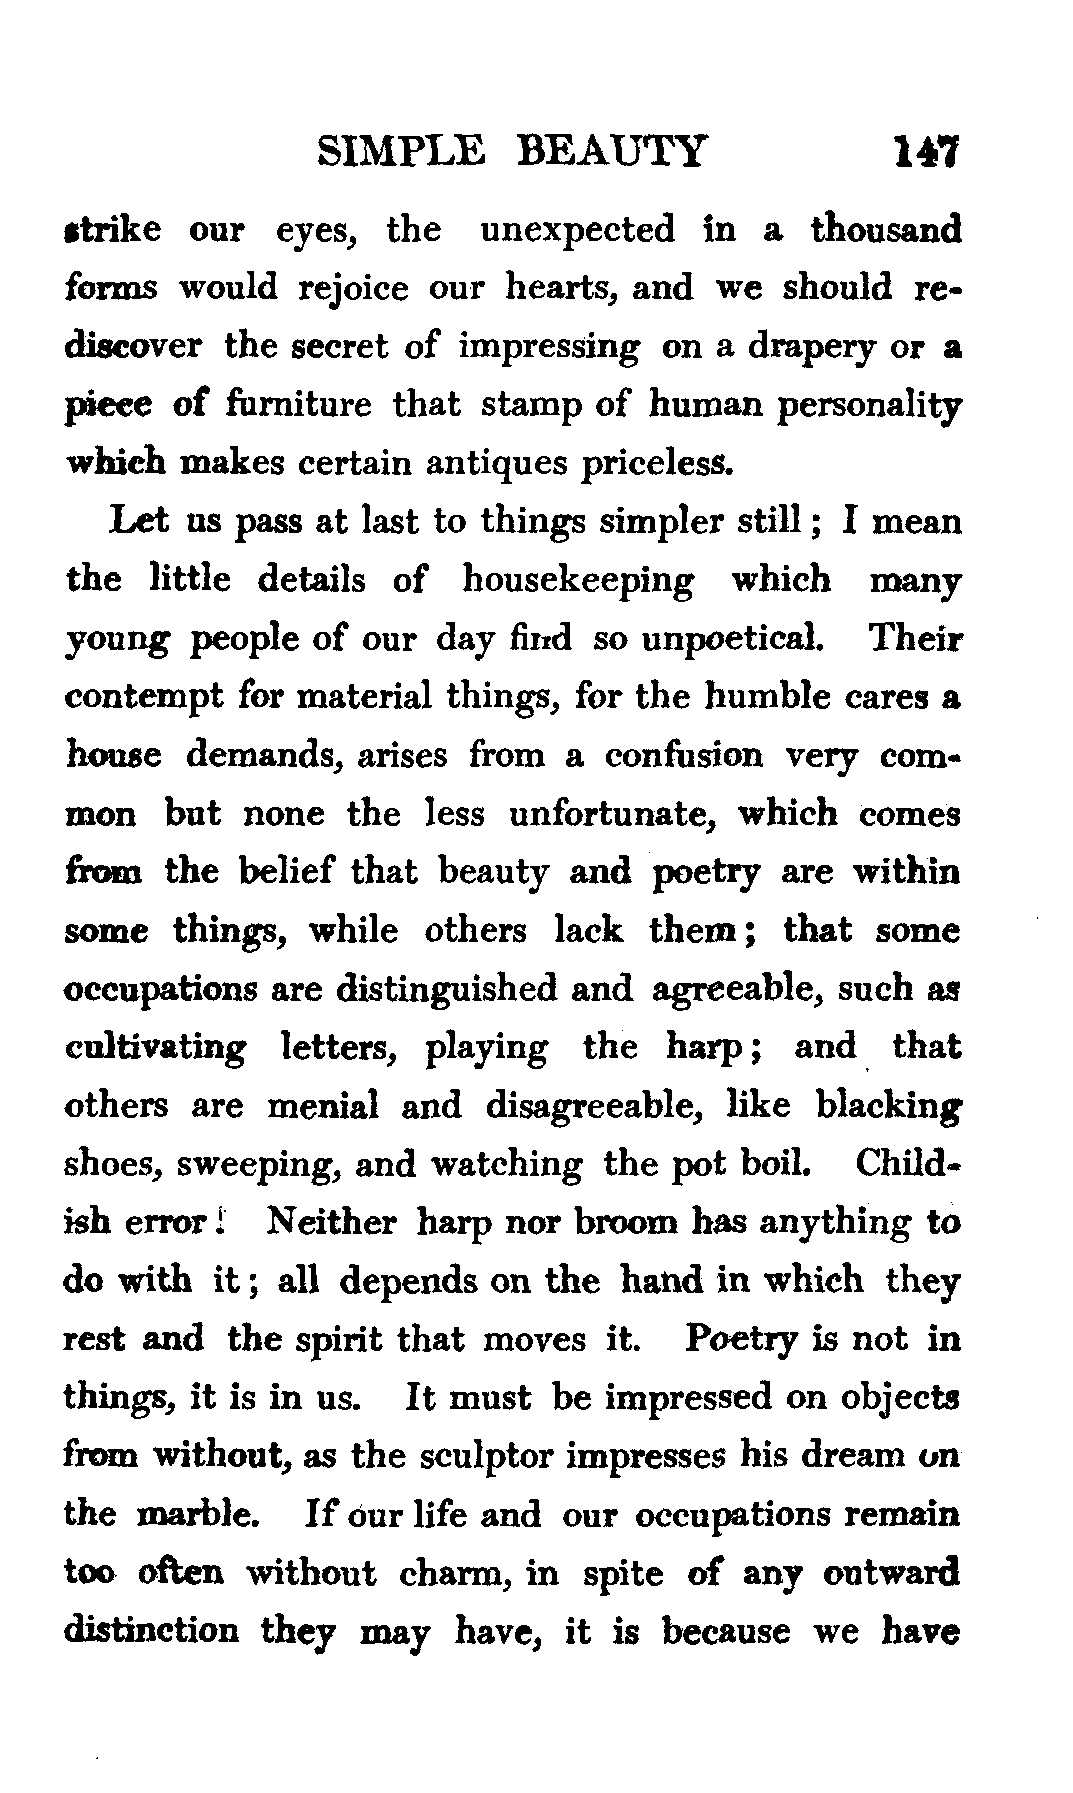 SIMPLE BEAUTY 147
strike our eyes, the unexpected in a thousand
forms would rejoice our hearts, and we should re-
discover the secret of impressing on a drapery or a
piece of furniture that stamp of human personality
which makes certain antiques priceless.
Let us pass at last to things simpler still; I mean
the little details of housekeeping which many
young people of our day find so unpoetical. Their
contempt for material things, for the humble cares a
house demands, arises from a confusion very com-
mon but none the less unfortunate, which comes
from the belief that beauty and poetry are within
some things, while others lack them; that some
occupations are distinguished and agreeable, such as
cultivating letters, playing the harp; and that
others are menial and disagreeable, like blacking
shoes, sweeping, and watching the pot boil. Child-
ish error! Neither harp nor broom has anything to
do with it; all depends on the hand in which they
rest and the spirit that moves it. Poetry is not in
things, it is in us. It must be impressed on objects
from without, as the sculptor impresses his dream on
the marble. If our life and our occupations remain
too often without charm, in spite of any outward
distinction they may have, it is because we have